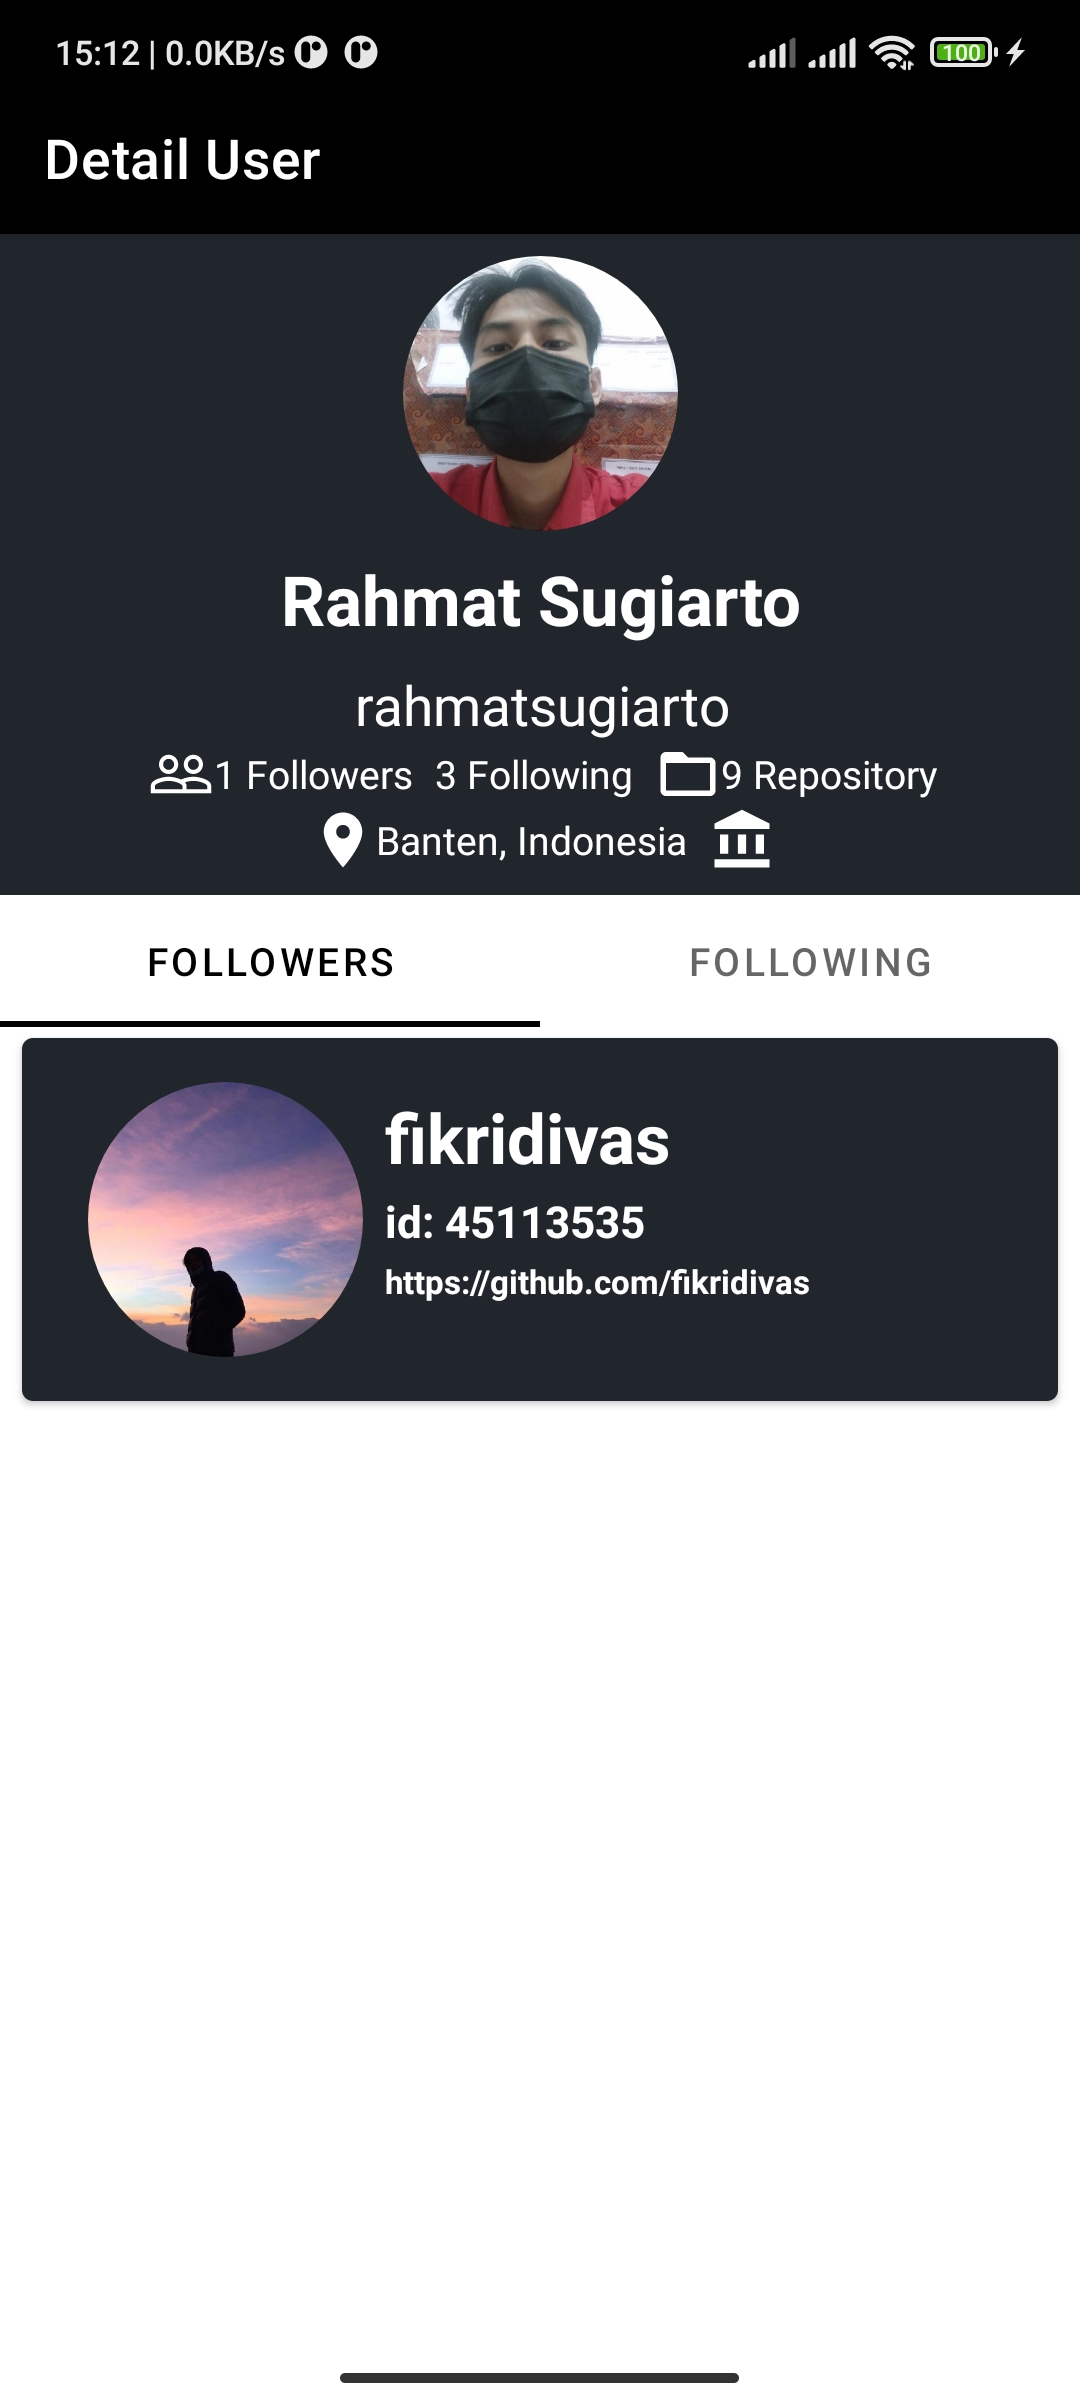 15:12 | 0.0KB/s 100
Detail User
Rahmat Sugiarto
rahmatsugiarto
1 Followers 3 Following 9 Repository
Banten, Indonesia
FOLLOWERS FOLLOWING
fikridivas
id: 45113535
https://github.com/fikridivas